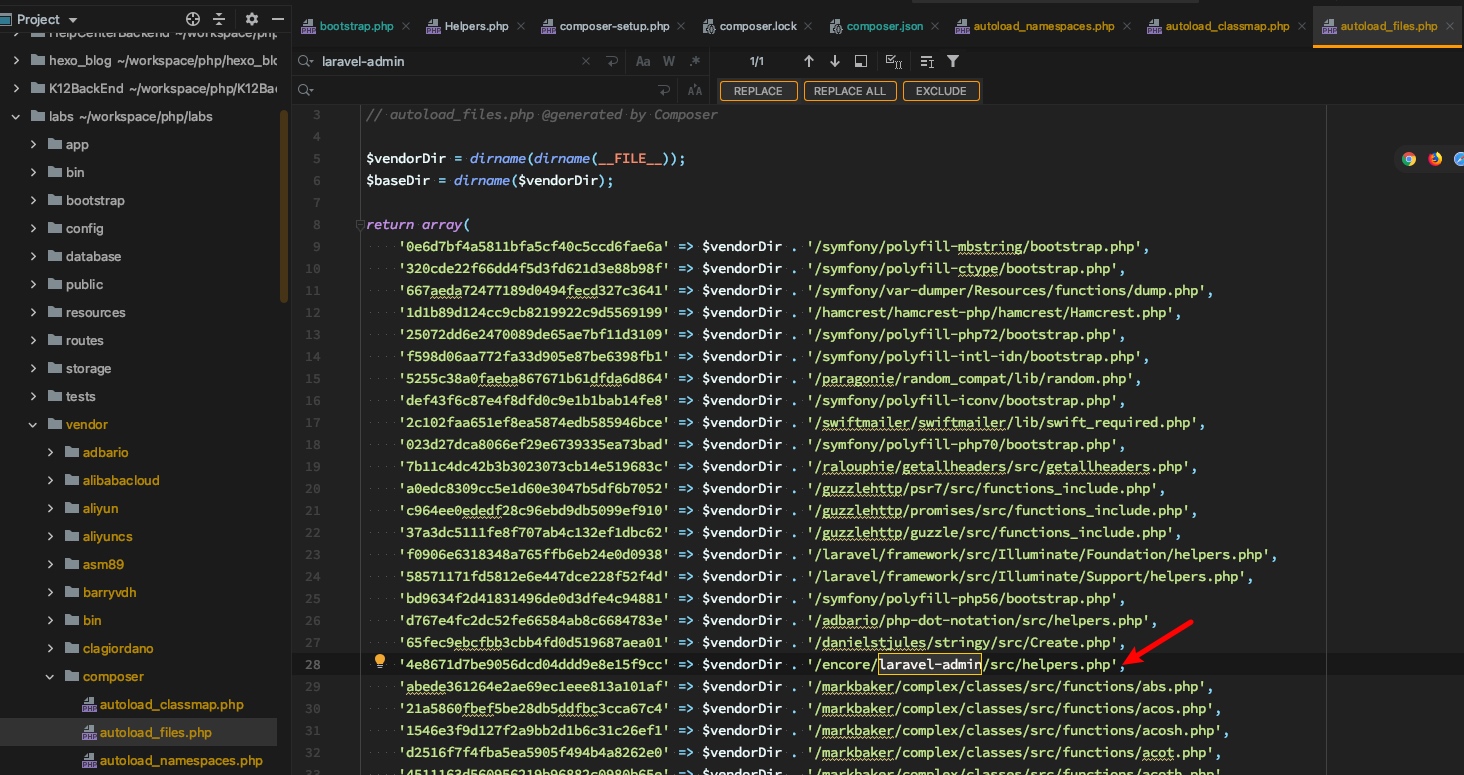 Project
bootstrap.php
Helpers.php
composer-setup.php
composer.lock
composer.json
autoload_namespaces.php
autoload_classmap.php
autoload_files.php
HelpCenterBackend ~/workspace/php
hexo_blog ~/workspace/php/hexo_blo
K12BackEnd ~/workspace/php/K12Ba
labs ~/workspace/php/labs
app
bin
bootstrap
config
database
public
resources
routes
storage
tests
vendor
adbario
alibabacloud
aliyun
aliyuncs
asm89
barryvdh
bin
clagiordano
composer
autoload_classmap.php
autoload_files.php
autoload_namespaces.php
laravel-admin
Aa
W
.*
1/1
REPLACE
REPLACE ALL
EXCLUDE
3 // autoload_files.php @generated by Composer
4
5 $vendorDir = dirname(dirname(__FILE__));
6 $baseDir = dirname($vendorDir);
7
8 return array(
9 '0e6d7bf4a5811bfa5cf40c5ccd6fae6a' => $vendorDir . '/symfony/polyfill-mbstring/bootstrap.php',
10 '320cde22f66dd4f5d3fd621d3e88b98f' => $vendorDir . '/symfony/polyfill-ctype/bootstrap.php',
11 '667aeda72477189d0494fecd327c3641' => $vendorDir . '/symfony/var-dumper/Resources/functions/dump.php',
12 '1d1b89d124cc9cb8219922c9d5569199' => $vendorDir . '/hamcrest/hamcrest-php/hamcrest/Hamcrest.php',
13 '25072dd6e2470089de65ae7bf11d3109' => $vendorDir . '/symfony/polyfill-php72/bootstrap.php',
14 'f598d06aa772fa33d905e87be6398fb1' => $vendorDir . '/symfony/polyfill-intl-idn/bootstrap.php',
15 '5255c38a0faeba867671b61dfda6d864' => $vendorDir . '/paragonie/random_compat/lib/random.php',
16 'def43f6c87e4f8dfd0c9e1b1bab14fe8' => $vendorDir . '/symfony/polyfill-iconv/bootstrap.php',
17 '2c102faa651ef8ea5874edb585946bce' => $vendorDir . '/swiftmailer/swiftmailer/lib/swift_required.php',
18 '023d27dca8066ef29e6739335ea73bad' => $vendorDir . '/symfony/polyfill-php70/bootstrap.php',
19 '7b11c4dc42b3b3023073cb14e519683c' => $vendorDir . '/ralouphie/getallheaders/src/getallheaders.php',
20 'a0edc8309cc5e1d60e3047b5df6b7052' => $vendorDir . '/guzzlehttp/psr7/src/functions_include.php',
21 'c964ee0ededf28c96ebd9db5099ef910' => $vendorDir . '/guzzlehttp/promises/src/functions_include.php',
22 '37a3dc5111fe8f707ab4c132ef1dbc62' => $vendorDir . '/guzzlehttp/guzzle/src/functions_include.php',
23 'f0906e6318348a765ffb6eb24e0d0938' => $vendorDir . '/laravel/framework/src/Illuminate/Foundation/helpers.php',
24 '58571171fd5812e6e447dce228f52f4d' => $vendorDir . '/laravel/framework/src/Illuminate/Support/helpers.php',
25 'bd9634f2d41831496de0d3dfe4c94881' => $vendorDir . '/symfony/polyfill-php56/bootstrap.php',
26 'd767e4fc2dc52fe66584ab8c6684783e' => $vendorDir . '/adbario/php-dot-notation/src/helpers.php',
27 '65fec9ebcfbb3cbb4fd0d519687aea01' => $vendorDir . '/danielstjules/stringy/src/Create.php',
28 '4e8671d7be9056dcd04ddd9e8e15f9cc' => $vendorDir . '/encore/laravel-admin/src/helpers.php',
29 'abede361264e2ae69ec1eee813a101af' => $vendorDir . '/markbaker/complex/classes/src/functions/abs.php',
30 '21a5860fbef5be28db5ddfbc3cca67c4' => $vendorDir . '/markbaker/complex/classes/src/functions/acos.php',
31 '1546e3f9d127f2a9bb2d1b6c31c26ef1' => $vendorDir . '/markbaker/complex/classes/src/functions/acosh.php',
32 'd2516f7f4fba5ea5905f494b4a8262e0' => $vendorDir . '/markbaker/complex/classes/src/functions/acot.php',
33 '4511163d560956219b96882c0980b65e' => $vendorDir . '/markbaker/complex/classes/src/functions/acoth.php',